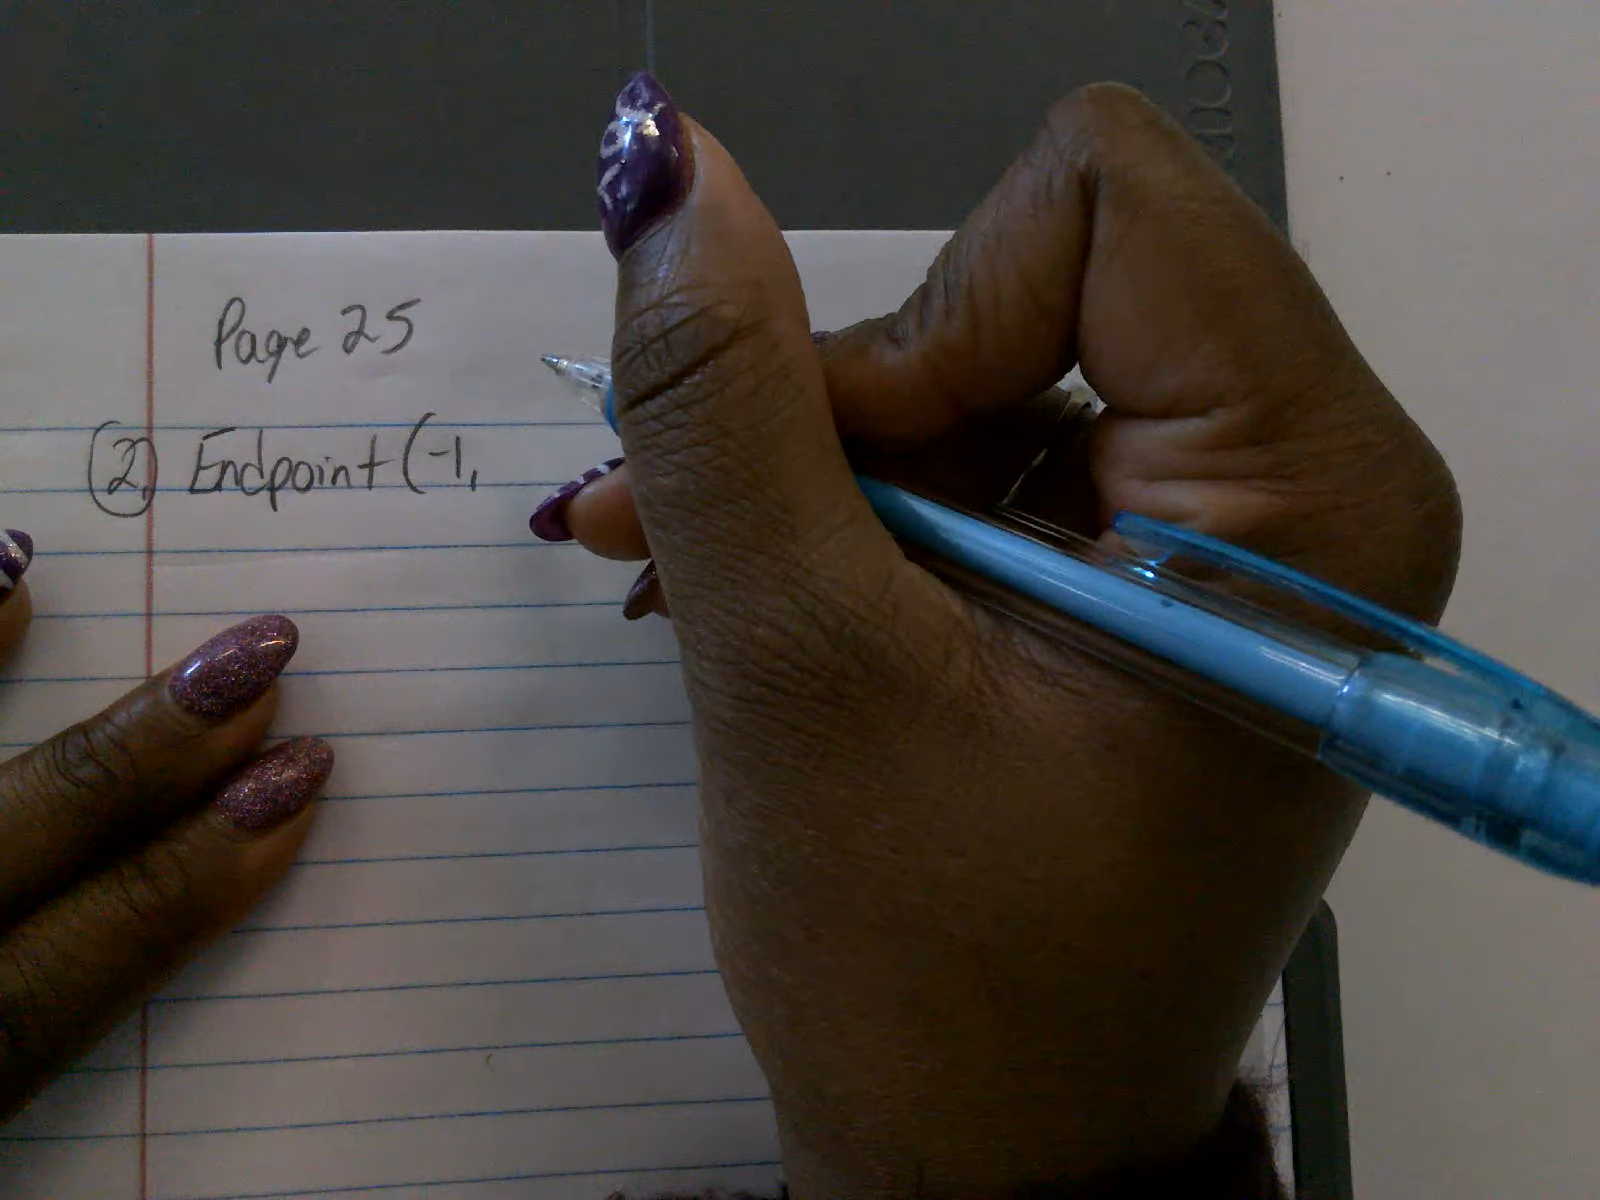 Page 25
(2) Endpoint (-1,